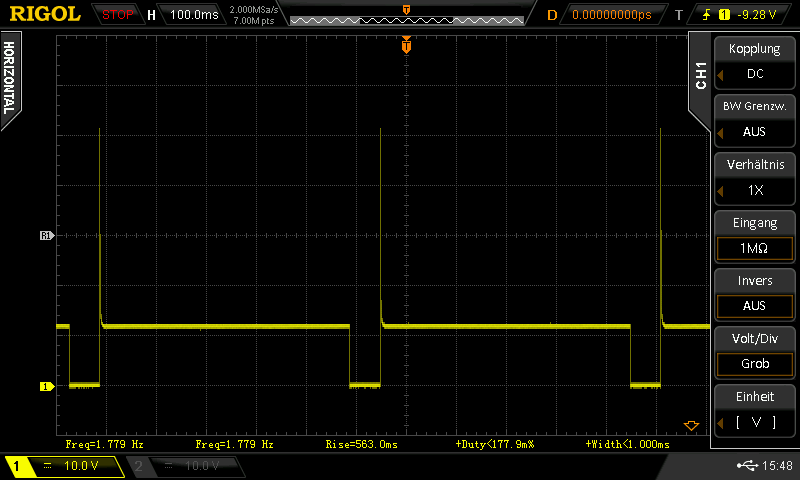 RIGOL STOP H 100.0ms 2.000MSa/s D 0.00000000ps T 1 -9.28 V
7.00M pts
HORIZONTAL
T
CH1
Kopplung
DC
BW Grenzw.
AUS
Verhältnis
1X
R1
Eingang
1MΩ
Invers
AUS
Volt/Div
Grob
1
Einheit
[ V ]
Freq=1.779 Hz Freq=1.779 Hz Rise=563.0ms +Duty<177.9m% +Width<1.000ms
1 10.0 V 2 10.0 V 15:48